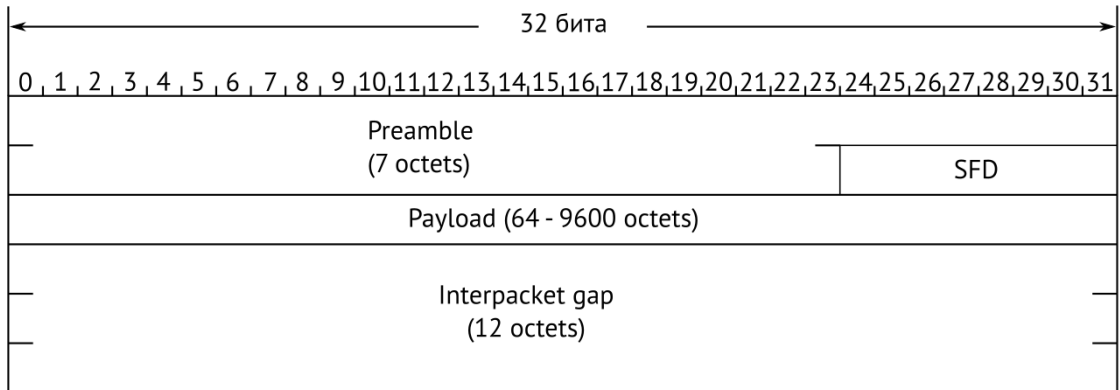 32 бита
0 1 2 3 4 5 6 7 8 9 10 11 12 13 14 15 16 17 18 19 20 21 22 23 24 25 26 27 28 29 30 31
Preamble
(7 octets)
SFD
Payload (64 - 9600 octets)
Interpacket gap
(12 octets)